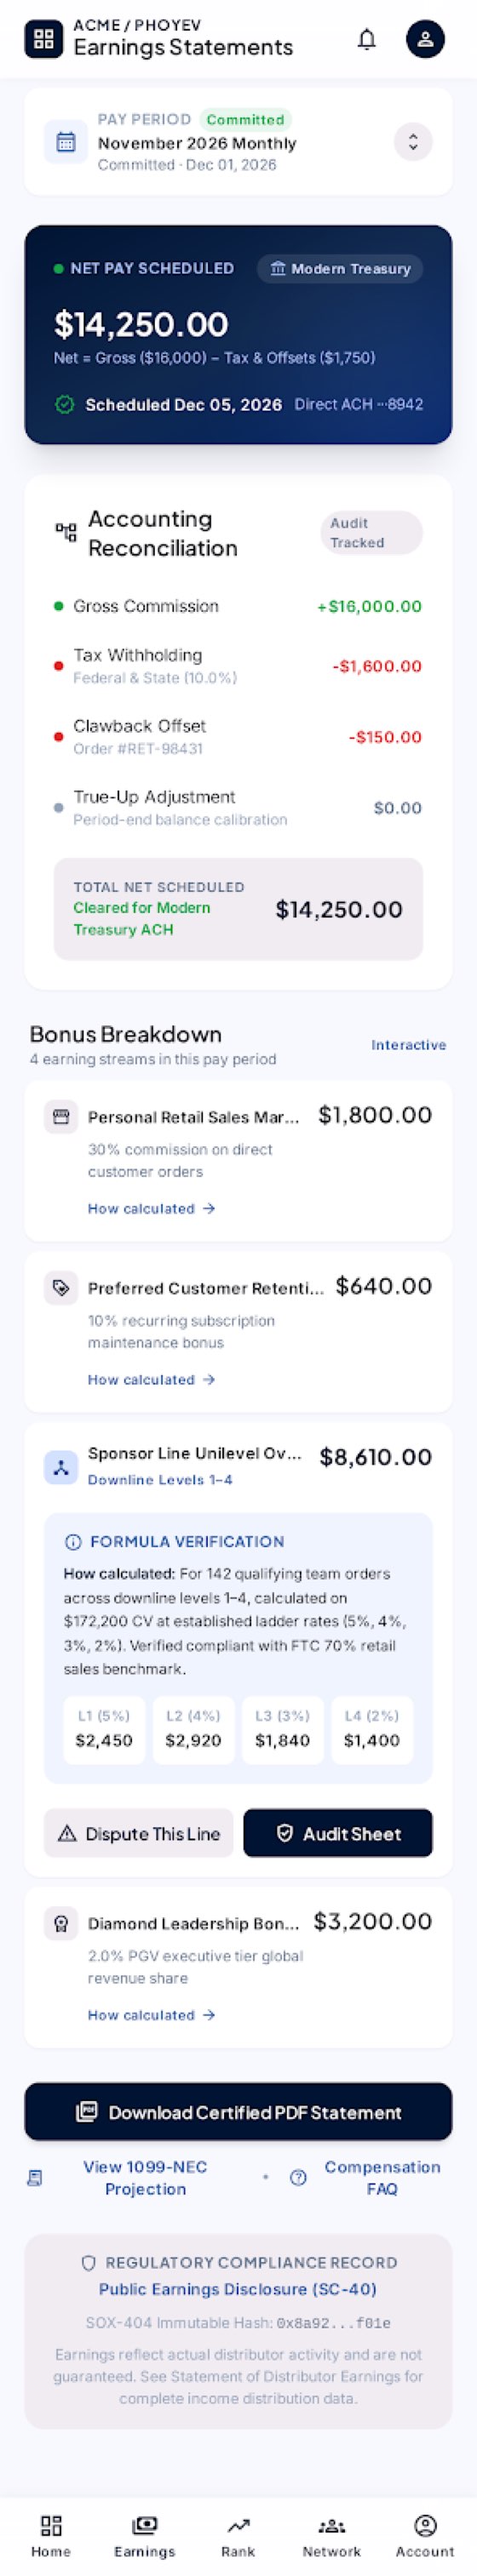 ACME / PHOYEV
Earnings Statements
PAY PERIOD Committed
November 2026 Monthly
Committed · Dec 01, 2026
NET PAY SCHEDULED Modern Treasury
$14,250.00
Net = Gross ($16,000) − Tax & Offsets ($1,750)
Scheduled Dec 05, 2026 Direct ACH ···8942
Accounting
Reconciliation
Audit
Tracked
Gross Commission +$16,000.00
Tax Withholding
Federal & State (10.0%)
-$1,600.00
Clawback Offset
Order #RET-98431
-$150.00
True-Up Adjustment
Period-end balance calibration
$0.00
TOTAL NET SCHEDULED
Cleared for Modern
Treasury ACH
$14,250.00
Bonus Breakdown
4 earning streams in this pay period
Interactive
Personal Retail Sales Mar... $1,800.00
30% commission on direct
customer orders
How calculated →
Preferred Customer Retenti... $640.00
10% recurring subscription
maintenance bonus
How calculated →
Sponsor Line Unilevel Ov... $8,610.00
Downline Levels 1–4
FORMULA VERIFICATION
How calculated: For 142 qualifying team orders
across downline levels 1–4, calculated on
$172,200 CV at established ladder rates (5%, 4%,
3%, 2%). Verified compliant with FTC 70% retail
sales benchmark.
L1 (5%) L2 (4%) L3 (3%) L4 (2%)
$2,450 $2,920 $1,840 $1,400
Dispute This Line Audit Sheet
Diamond Leadership Bon... $3,200.00
2.0% PGV executive tier global
revenue share
How calculated →
PDF Download Certified PDF Statement
View 1099-NEC
Projection
•
Compensation
FAQ
REGULATORY COMPLIANCE RECORD
Public Earnings Disclosure (SC-40)
SOX-404 Immutable Hash: 0x8a92...f01e
Earnings reflect actual distributor activity and are not
guaranteed. See Statement of Distributor Earnings for
complete income distribution data.
Home Earnings Rank Network Account